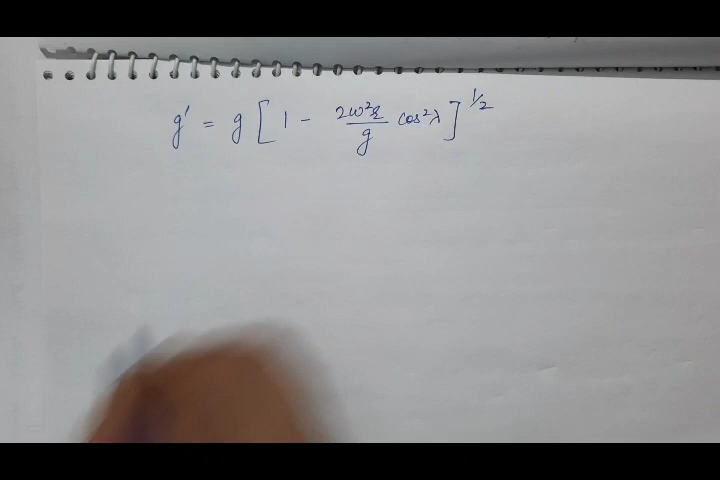 g' = g [ 1 - 2ω²r/g cos²λ ]^1/2